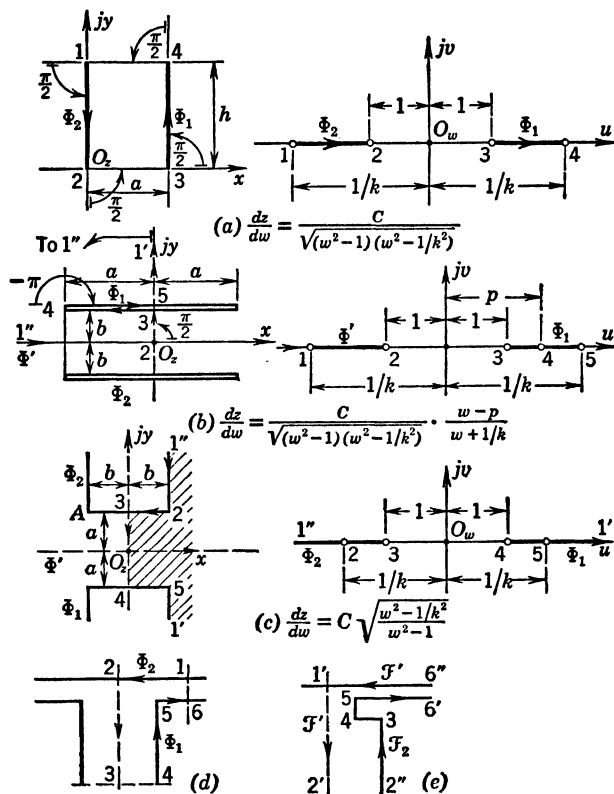 jy
1 π/2 4
π/2 Φ₂ Φ₁ h
O_z π/2 x
2 a 3
π/2
jv
1 1
Φ₂ O_w Φ₁ u
1 2 3 4
1/k 1/k
(a) dz/dw = C/√((w²−1)(w²−1/k²))
To 1″ 1′ jy
a a
−π Φ₁ 5
4
b 3 π/2 x
1″ 2 O_z
Φ′ b
Φ₂
jv
p
1 1
Φ′ Φ₁ u
1 2 3 4 5
1/k 1/k
(b) dz/dw = C/√((w²−1)(w²−1/k²)) · (w−p)/(w+1/k)
jy 1″
Φ₂ b b
3
A 2
a
Φ′ O_z x
a
4 5
Φ₁ 1′
jv
1 1
1″ O_w 1′
Φ₂ 2 3 4 5 Φ₁ u
1/k 1/k
(c) dz/dw = C√((w²−1/k²)/(w²−1))
2 Φ₂ 1
5 6
Φ₁
3 4 (d)
1′ ℱ′ 6″
5 6′
ℱ′ 4 3
ℱ₂
2′ 2″ (e)